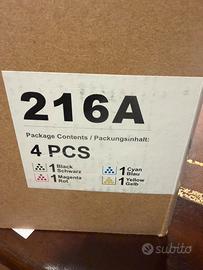 216A
Package Contents / Packungsinhalt:
4 PCS
1 Black Schwarz
1 Cyan Blau
1 Magenta Rot
1 Yellow Gelb
subito